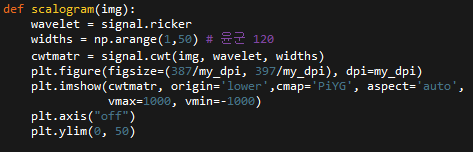 def scalogram(img):
    wavelet = signal.ricker
    widths = np.arange(1,50) # 윤군 120
    cwtmatr = signal.cwt(img, wavelet, widths)
    plt.figure(figsize=(387/my_dpi, 397/my_dpi), dpi=my_dpi)
    plt.imshow(cwtmatr, origin='lower',cmap='PiYG', aspect='auto',
               vmax=1000, vmin=-1000)
    plt.axis("off")
    plt.ylim(0, 50)